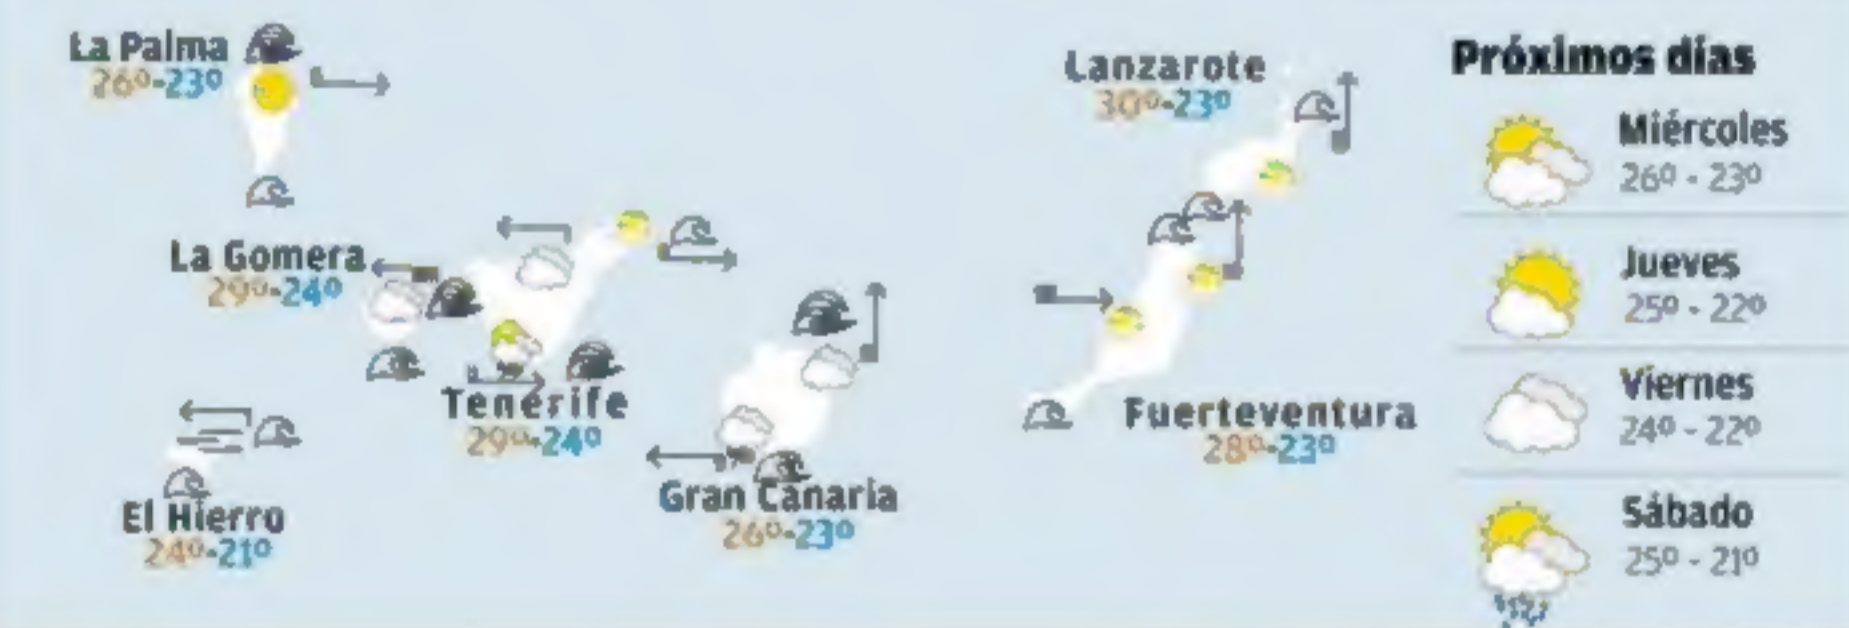 La Palma
26º-23º
La Gomera
29º-24º
Tenerife
29º-24º
El Hierro
24º-21º
Gran Canaria
26º-23º
Lanzarote
30º-23º
Fuerteventura
28º-23º
Próximos días
Miércoles
26º - 23º
Jueves
25º - 22º
Viernes
24º - 22º
Sábado
25º - 21º